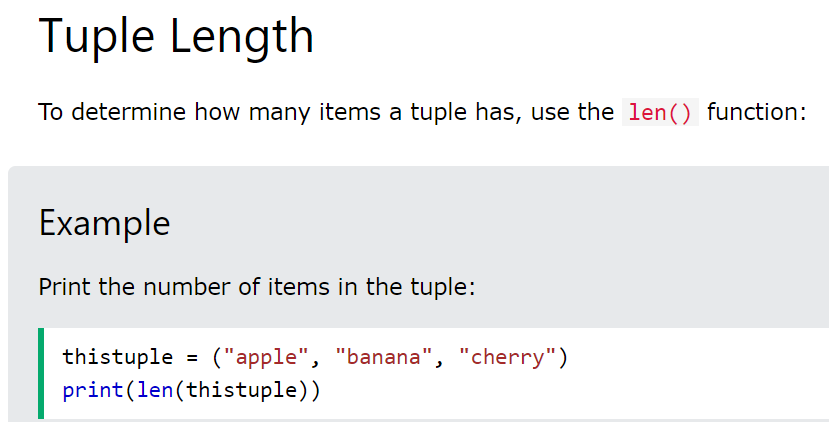 Tuple Length
To determine how many items a tuple has, use the len() function:
Example
Print the number of items in the tuple:
thistuple = ("apple", "banana", "cherry")
print(len(thistuple))